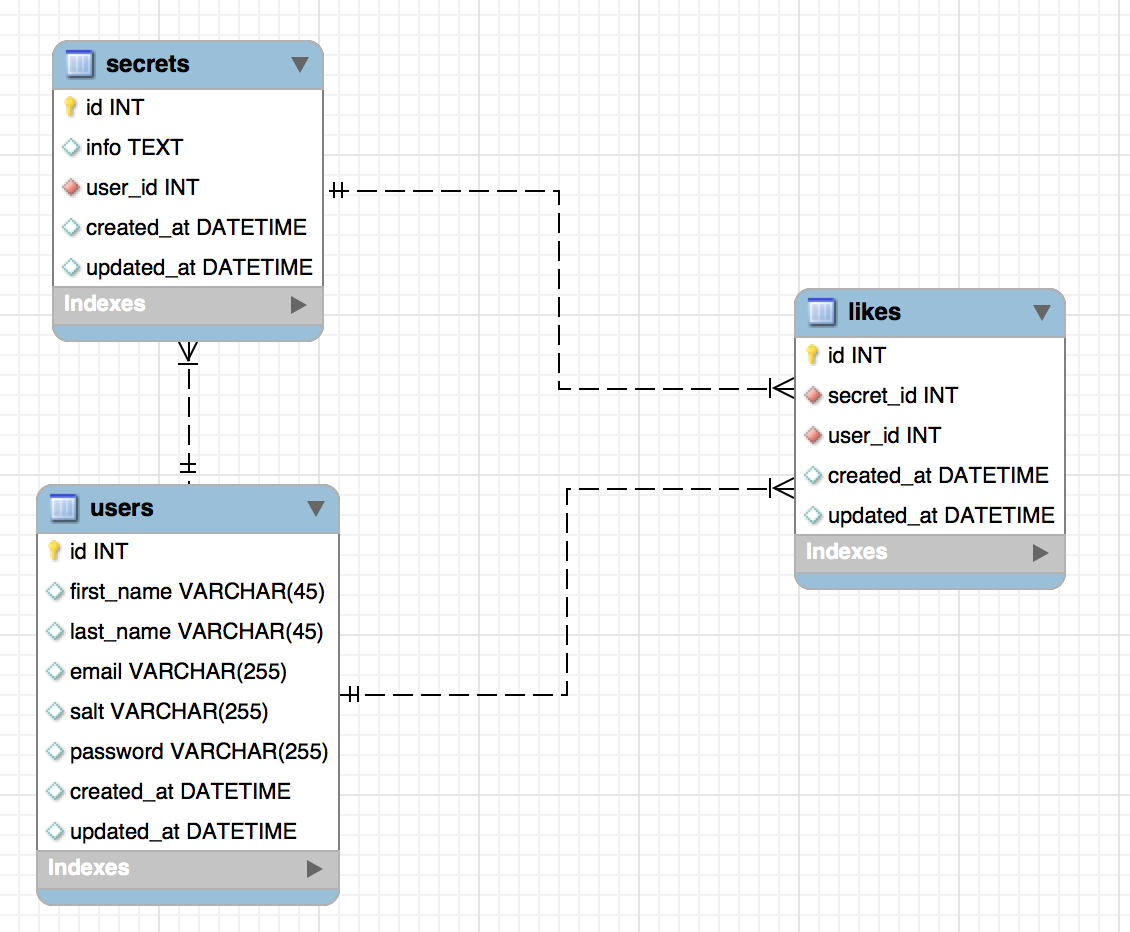 secrets
id INT
info TEXT
user_id INT
created_at DATETIME
updated_at DATETIME
Indexes
users
id INT
first_name VARCHAR(45)
last_name VARCHAR(45)
email VARCHAR(255)
salt VARCHAR(255)
password VARCHAR(255)
created_at DATETIME
updated_at DATETIME
Indexes
likes
id INT
secret_id INT
user_id INT
created_at DATETIME
updated_at DATETIME
Indexes